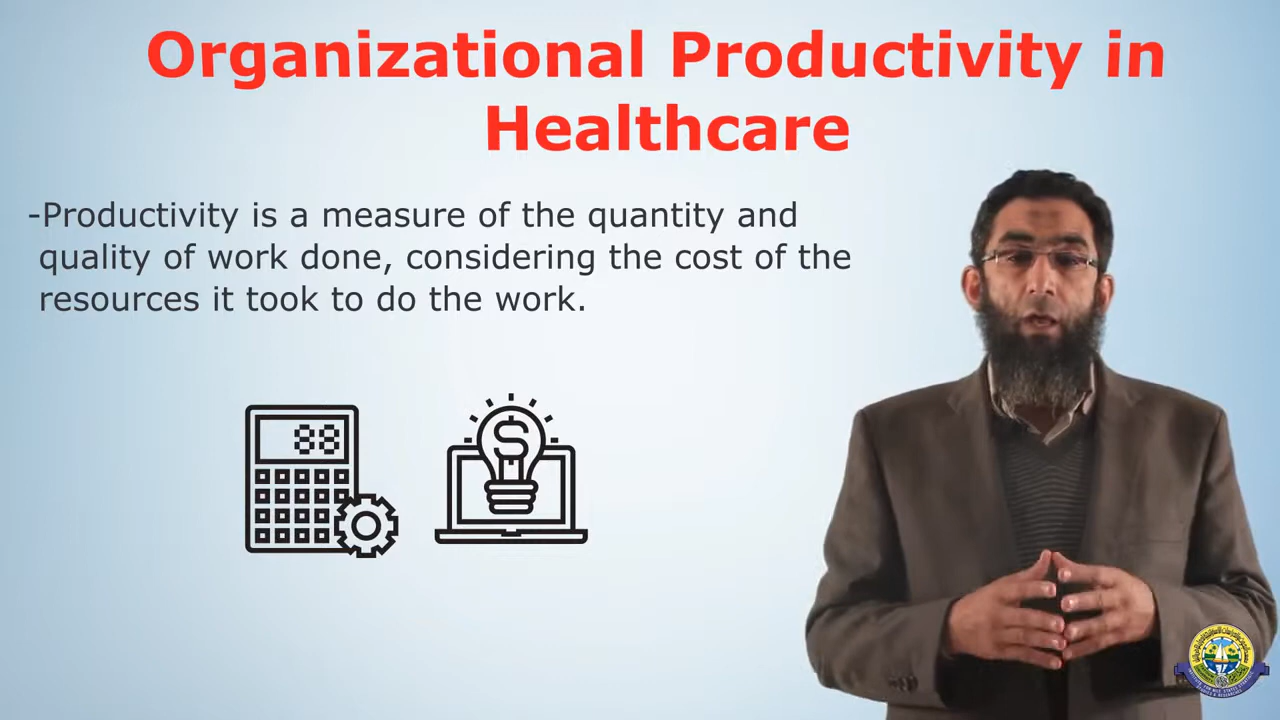 Organizational Productivity in
Healthcare
-Productivity is a measure of the quantity and
quality of work done, considering the cost of the
resources it took to do the work.
88